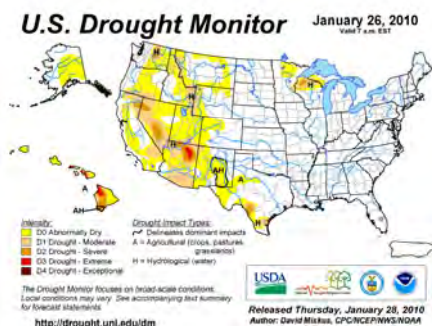 U.S. Drought Monitor
January 26, 2010
Valid 7 a.m. EST
H
H
H
H
A
H
AH
A
H
A
AH
Intensity:
D0 Abnormally Dry
D1 Drought - Moderate
D2 Drought - Severe
D3 Drought - Extreme
D4 Drought - Exceptional
Drought Impact Types:
Delineates dominant impacts
A = Agricultural (crops, pastures,
grasslands)
H = Hydrological (water)
The Drought Monitor focuses on broad-scale conditions.
Local conditions may vary. See accompanying text summary
for forecast statements.
http://drought.unl.edu/dm
USDA
Released Thursday, January 28, 2010
Author: David Miskus, CPC/NCEP/NWS/NOAA